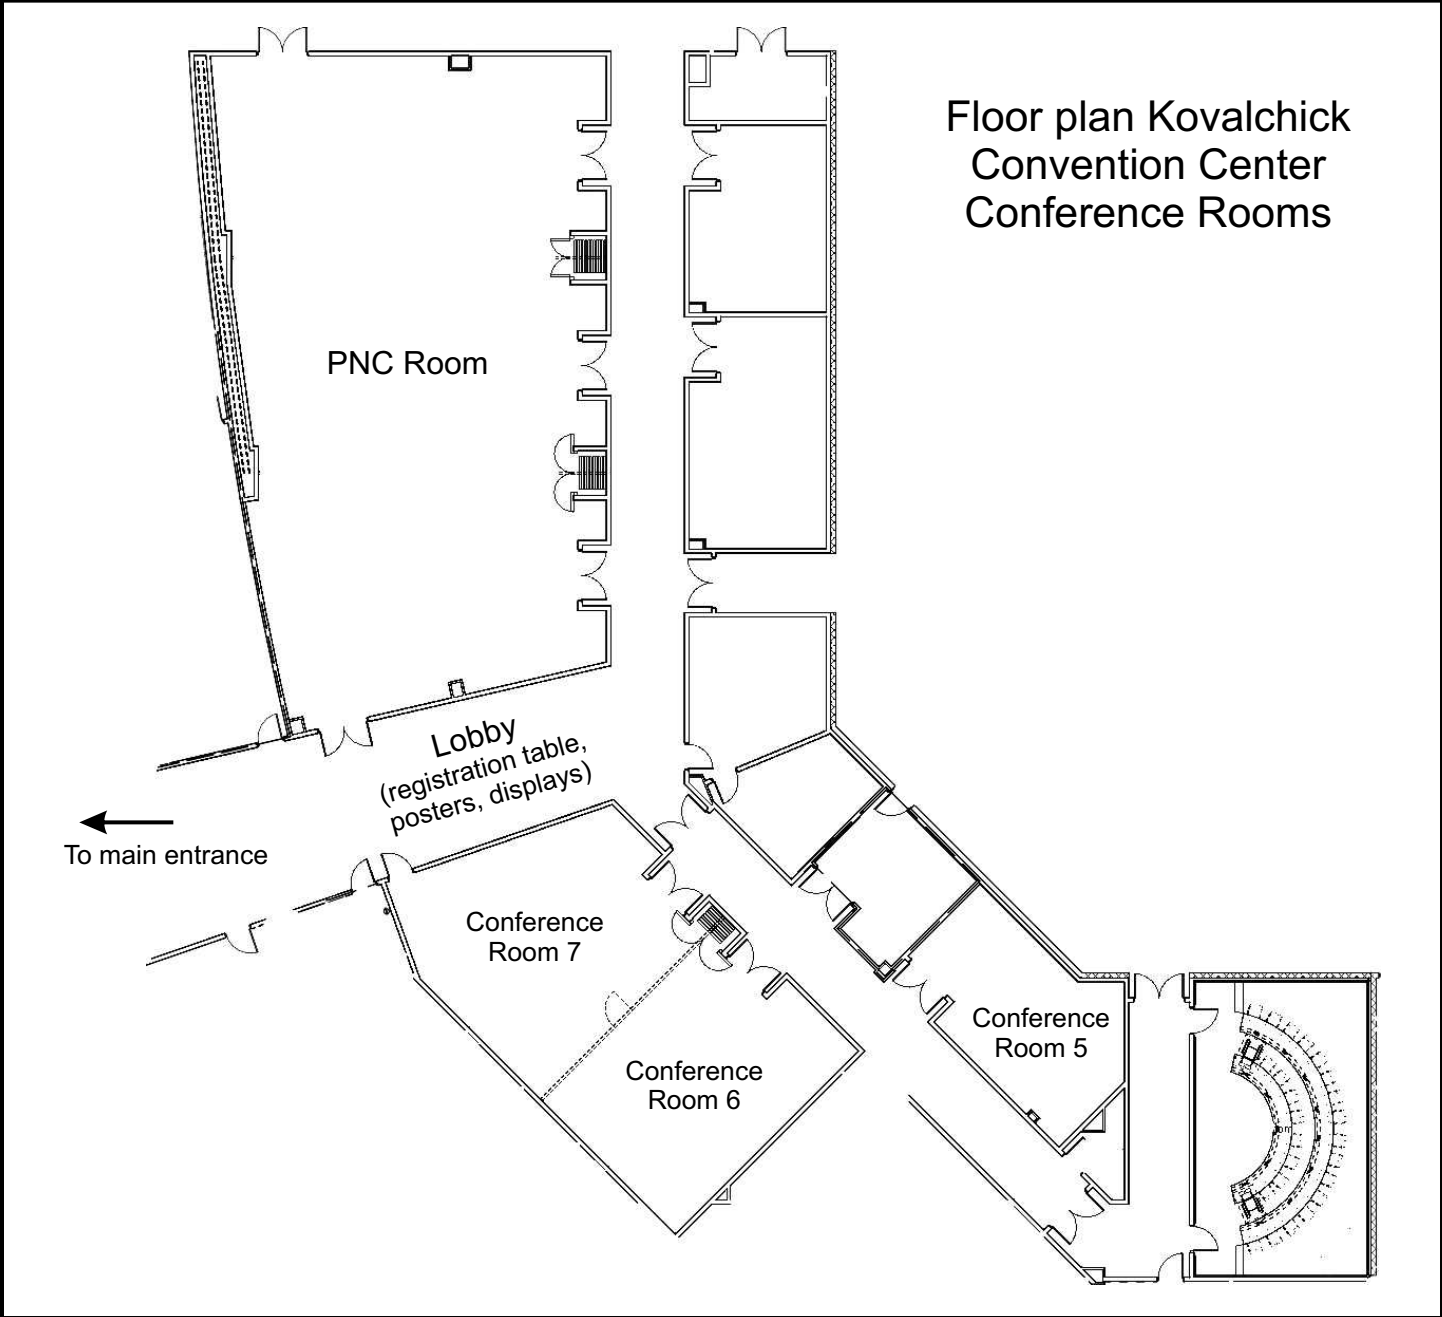 Floor plan Kovalchick
Convention Center
Conference Rooms
PNC Room
Lobby
(registration table,
posters, displays)
To main entrance
Conference
Room 7
Conference
Room 6
Conference
Room 5